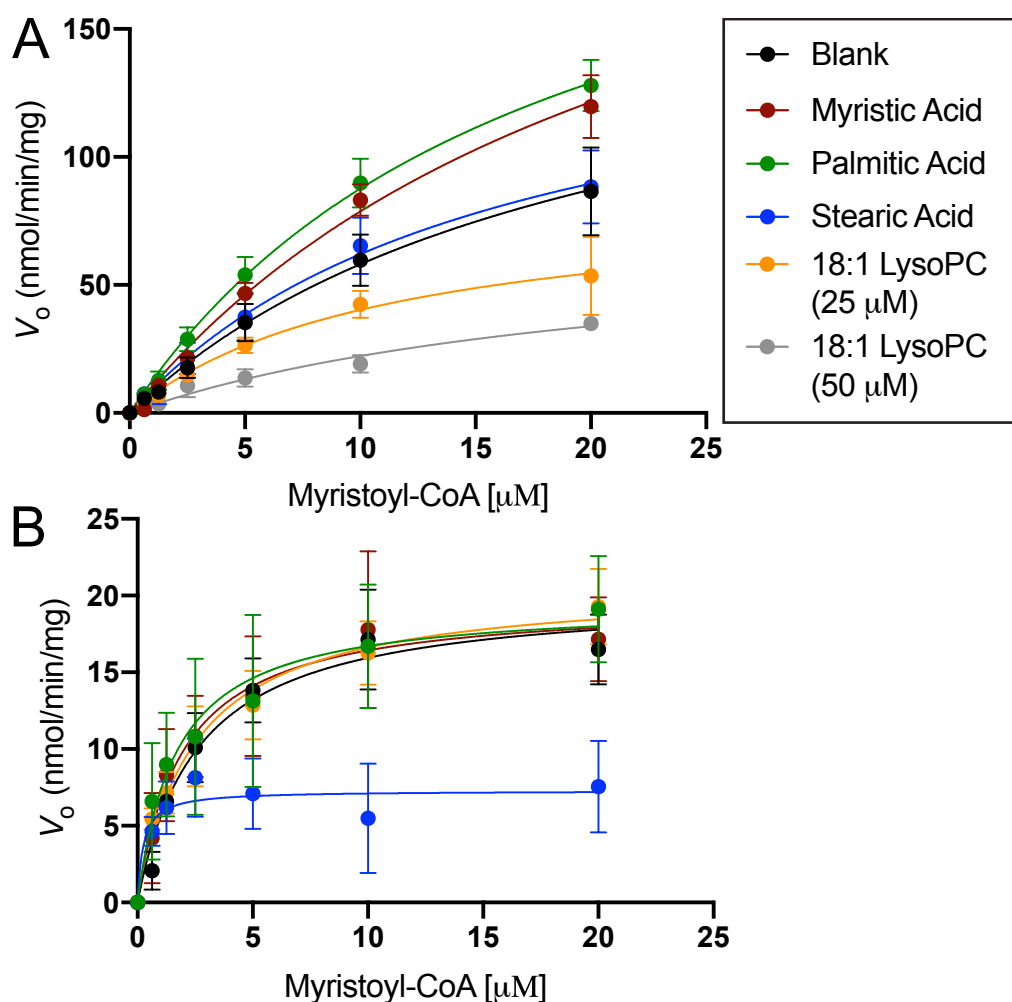 A
150
100
50
0
V₀ (nmol/min/mg)
0 5 10 15 20 25
Myristoyl-CoA [μM]
Blank
Myristic Acid
Palmitic Acid
Stearic Acid
18:1 LysoPC
(25 μM)
18:1 LysoPC
(50 μM)
B
25
20
15
10
5
0
V₀ (nmol/min/mg)
0 5 10 15 20 25
Myristoyl-CoA [μM]